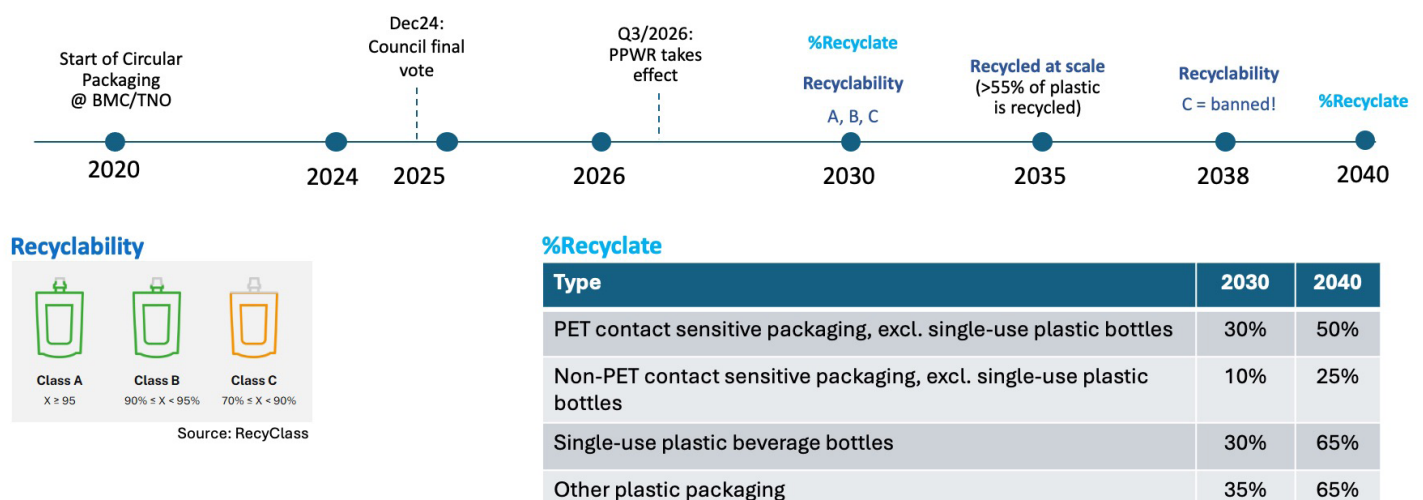 Start of Circular
Packaging
@ BMC/TNO
Dec24:
Council final
vote
Q3/2026:
PPWR takes
effect
%Recyclate
Recyclability
A, B, C
Recycled at scale
(>55% of plastic
is recycled)
Recyclability
C = banned!
%Recyclate
2020
2024
2025
2026
2030
2035
2038
2040
Recyclability
Class A
Class B
Class C
X ≥ 95
90% ≤ X < 95%
70% ≤ X < 90%
Source: RecyClass
%Recyclate
Type 2030 2040
PET contact sensitive packaging, excl. single-use plastic bottles 30% 50%
Non-PET contact sensitive packaging, excl. single-use plastic
bottles 10% 25%
Single-use plastic beverage bottles 30% 65%
Other plastic packaging 35% 65%